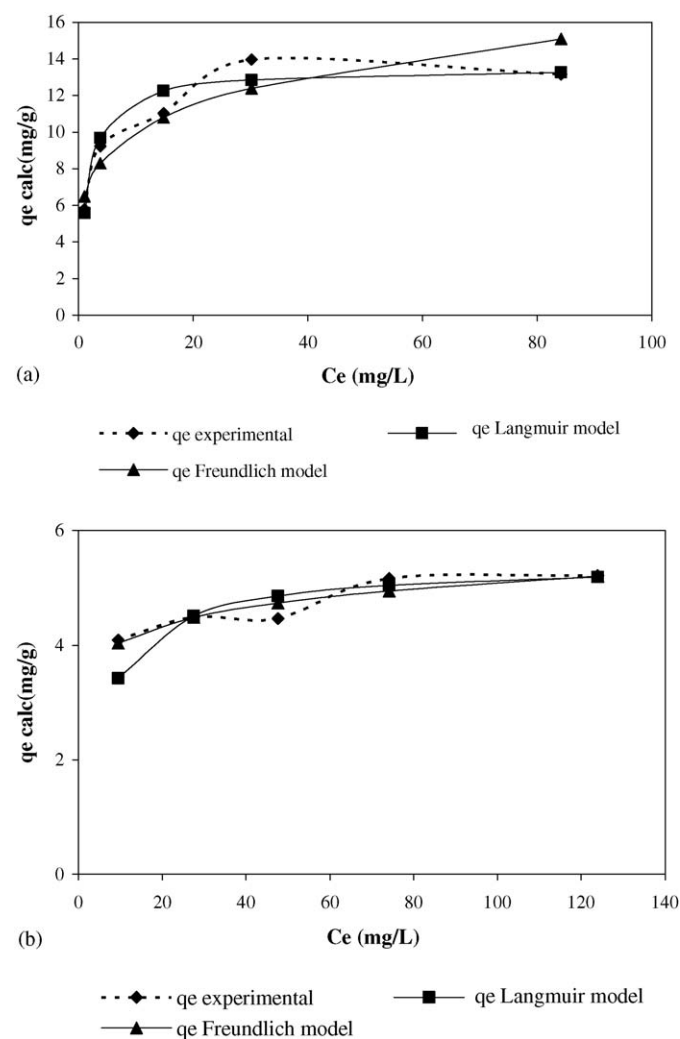 16
14
12
10
8
6
4
2
0
qe calc(mg/g)
0 20 40 60 80 100
Ce (mg/L)
(a)
qe experimental qe Langmuir model
qe Freundlich model
6
4
2
0
qe calc(mg/g)
0 20 40 60 80 100 120 140
Ce (mg/L)
(b)
qe experimental qe Langmuir model
qe Freundlich model